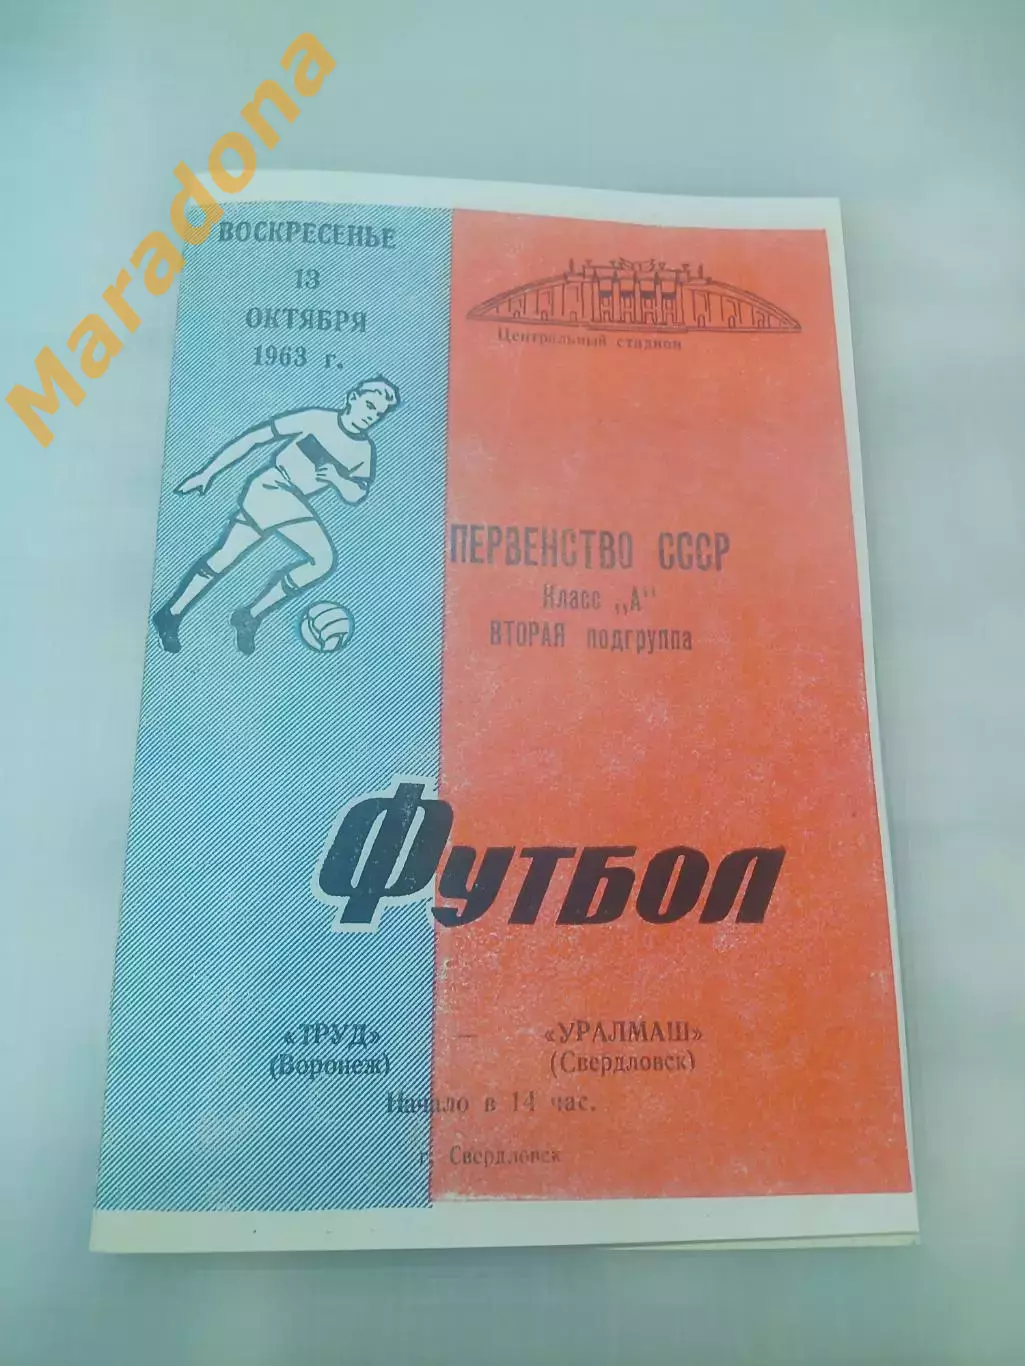 Maradona
ВОСКРЕСЕНЬЕ
13
ОКТЯБРЯ
1963 г.
Центральный стадион
ПЕРВЕНСТВО СССР
Класс „А"
ВТОРАЯ подгруппа
ФУТБОЛ
«ТРУД» — «УРАЛМАШ»
(Воронеж) (Свердловск)
Начало в 14 час.
г. Свердловск